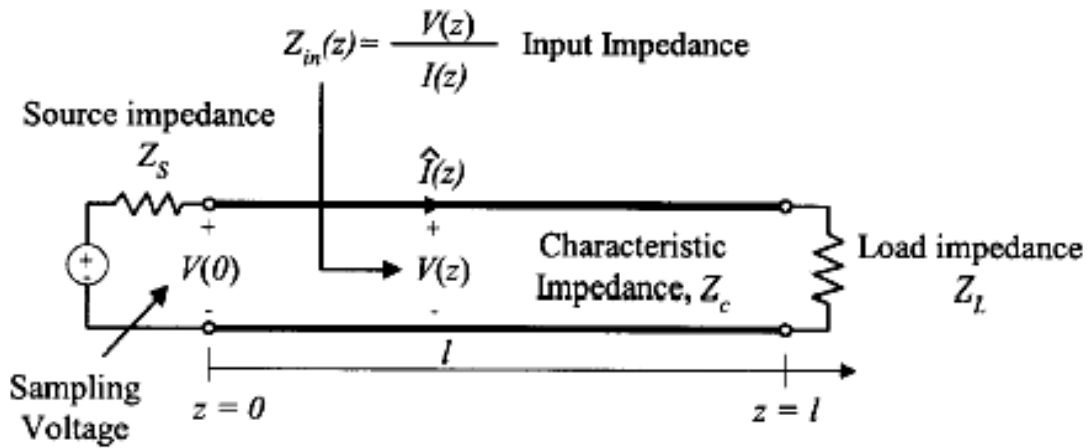 Z_in(z) = V(z) / I(z) Input Impedance
Source impedance
Z_S
Î(z)
+ + -
V(0)
+ -
V(z)
+ -
Characteristic
Impedance, Z_c
Load impedance
Z_L
Sampling
Voltage
l
z = 0
z = l